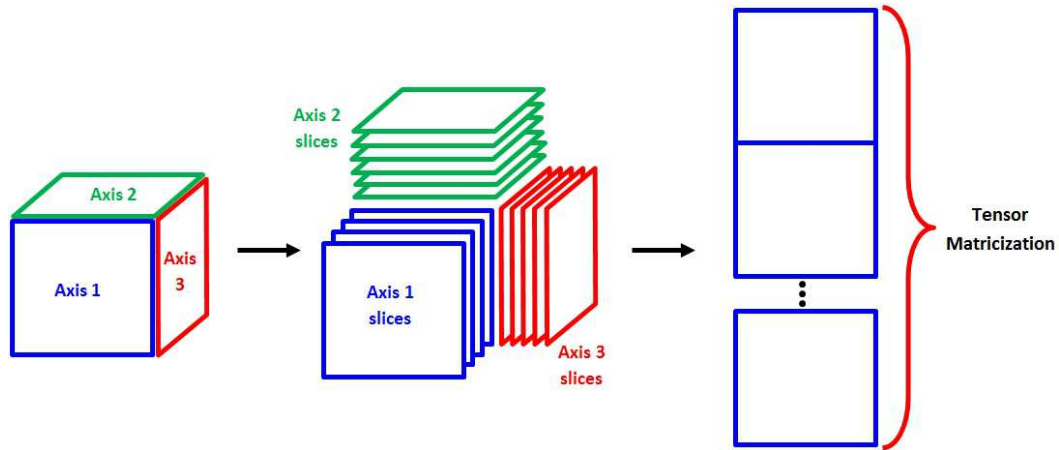 Axis 2
Axis 1
Axis
3
Axis 2
slices
Axis 1
slices
Axis 3
slices
Tensor
Matricization